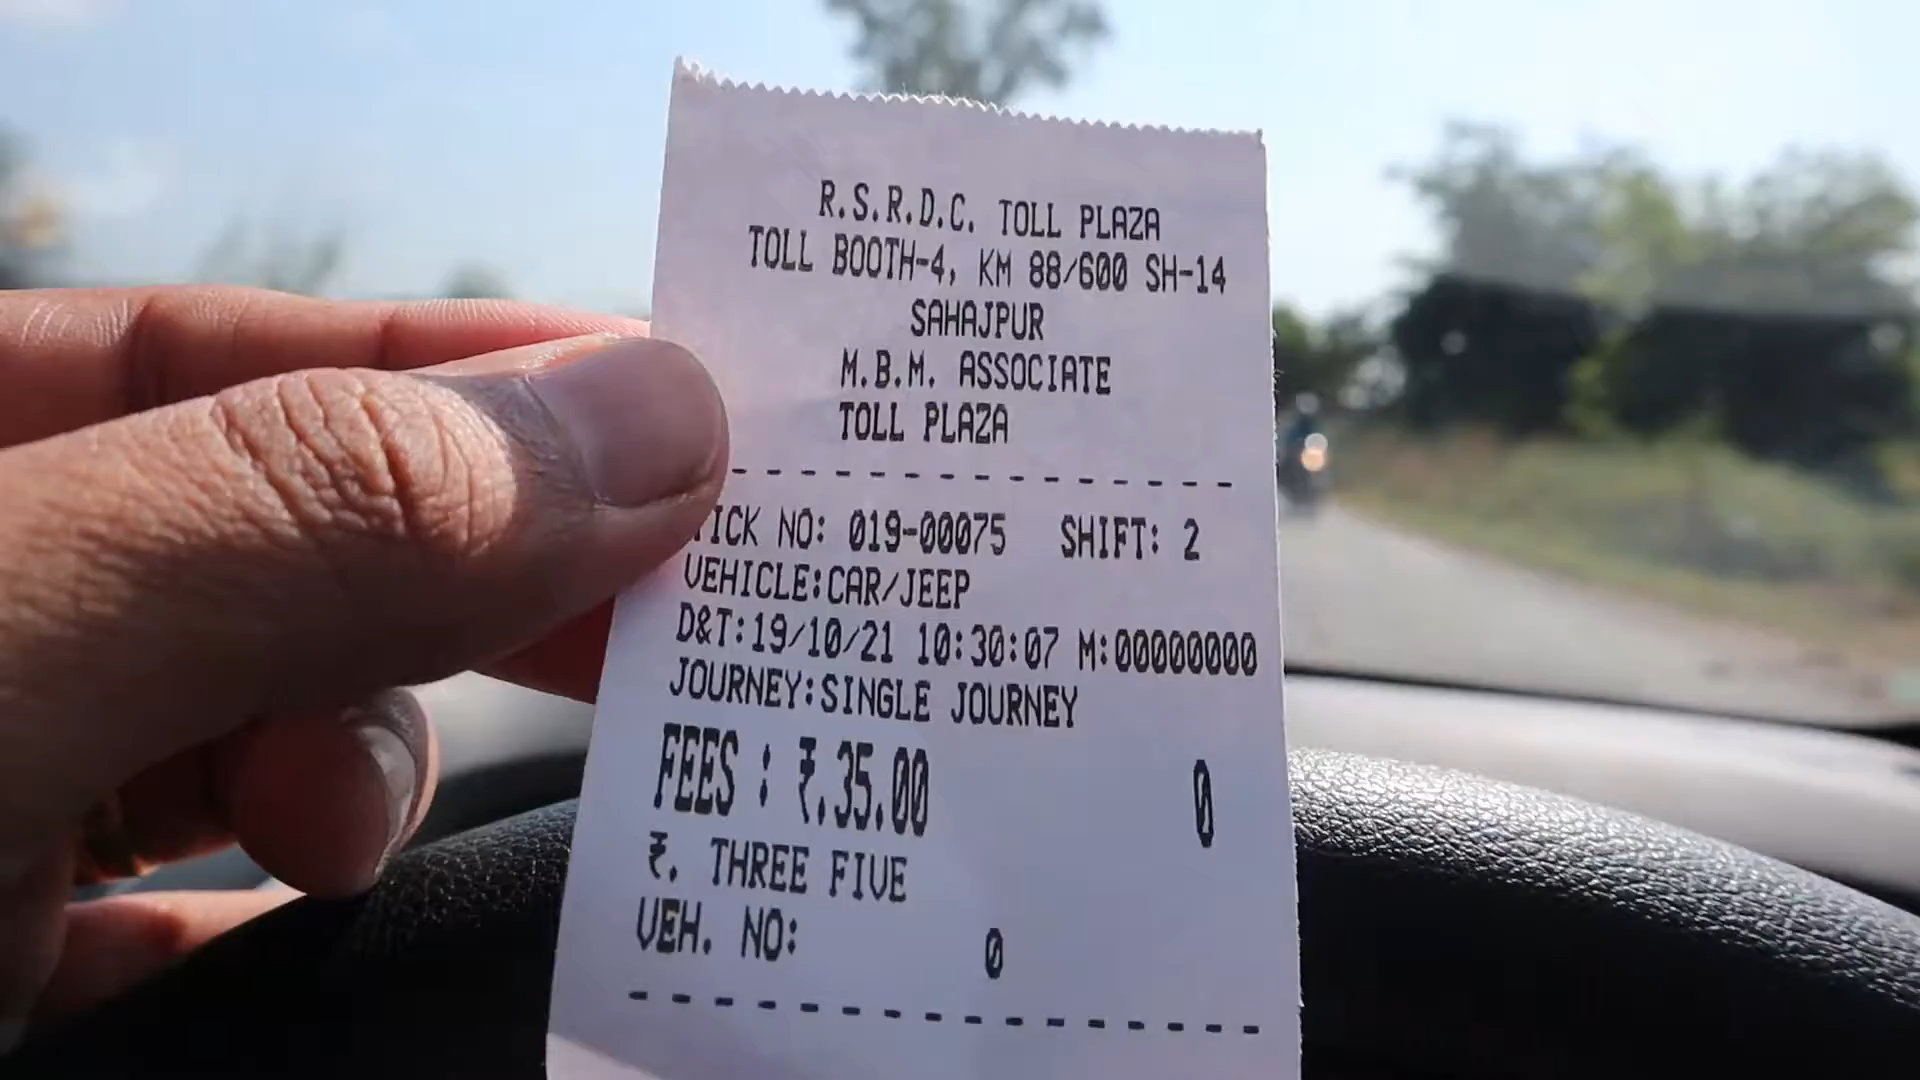 R.S.R.D.C. TOLL PLAZA
TOLL BOOTH-4, KM 88/600 SH-14
SAHAJPUR
M.B.M. ASSOCIATE
TOLL PLAZA
TICK NO: 019-00075 SHIFT: 2
VEHICLE:CAR/JEEP
D&T:19/10/21 10:30:07 M:00000000
JOURNEY:SINGLE JOURNEY
FEES : ₹.35.00 0
₹. THREE FIVE
VEH. NO: 0